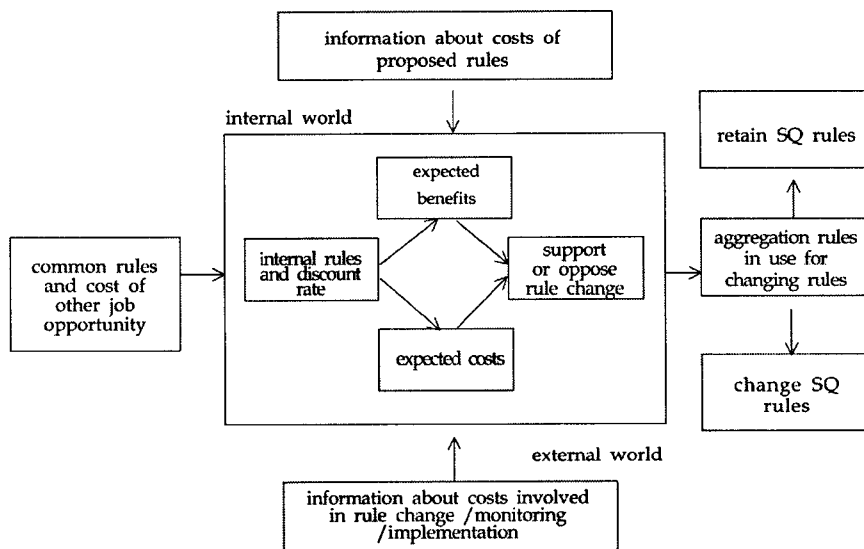 information about costs of
proposed rules
internal world
retain SQ rules
expected
benefits
common rules
and cost of
other job
opportunity
internal rules
and discount
rate
support
or oppose
rule change
aggregation rules
in use for
changing rules
expected costs
change SQ
rules
external world
information about costs involved
in rule change /monitoring
/implementation